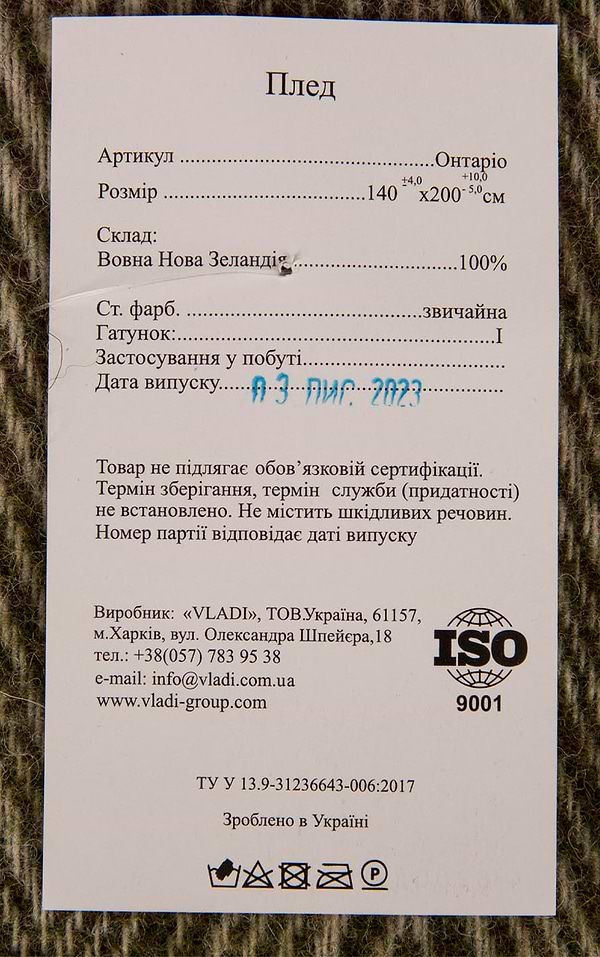 Плед
Артикул ................................................Онтаріо
Розмір ......................................140 ±4,0 х200 +10,0 -5,0 см
Склад:
Вовна Нова Зеландія................................100%
Ст. фарб. ............................................звичайна
Гатунок:............................................................I
Застосування у побуті......................................
Дата випуску.......03 ЛИП. 2023
Товар не підлягає обов’язковій сертифікації.
Термін зберігання, термін служби (придатності)
не встановлено. Не містить шкідливих речовин.
Номер партії відповідає даті випуску
Виробник: «VLADI», ТОВ.Україна, 61157,
м.Харків, вул. Олександра Шпейєра,18
тел.: +38(057) 783 95 38
e-mail: info@vladi.com.ua
www.vladi-group.com
ISO
9001
ТУ У 13.9-31236643-006:2017
Зроблено в Україні
P